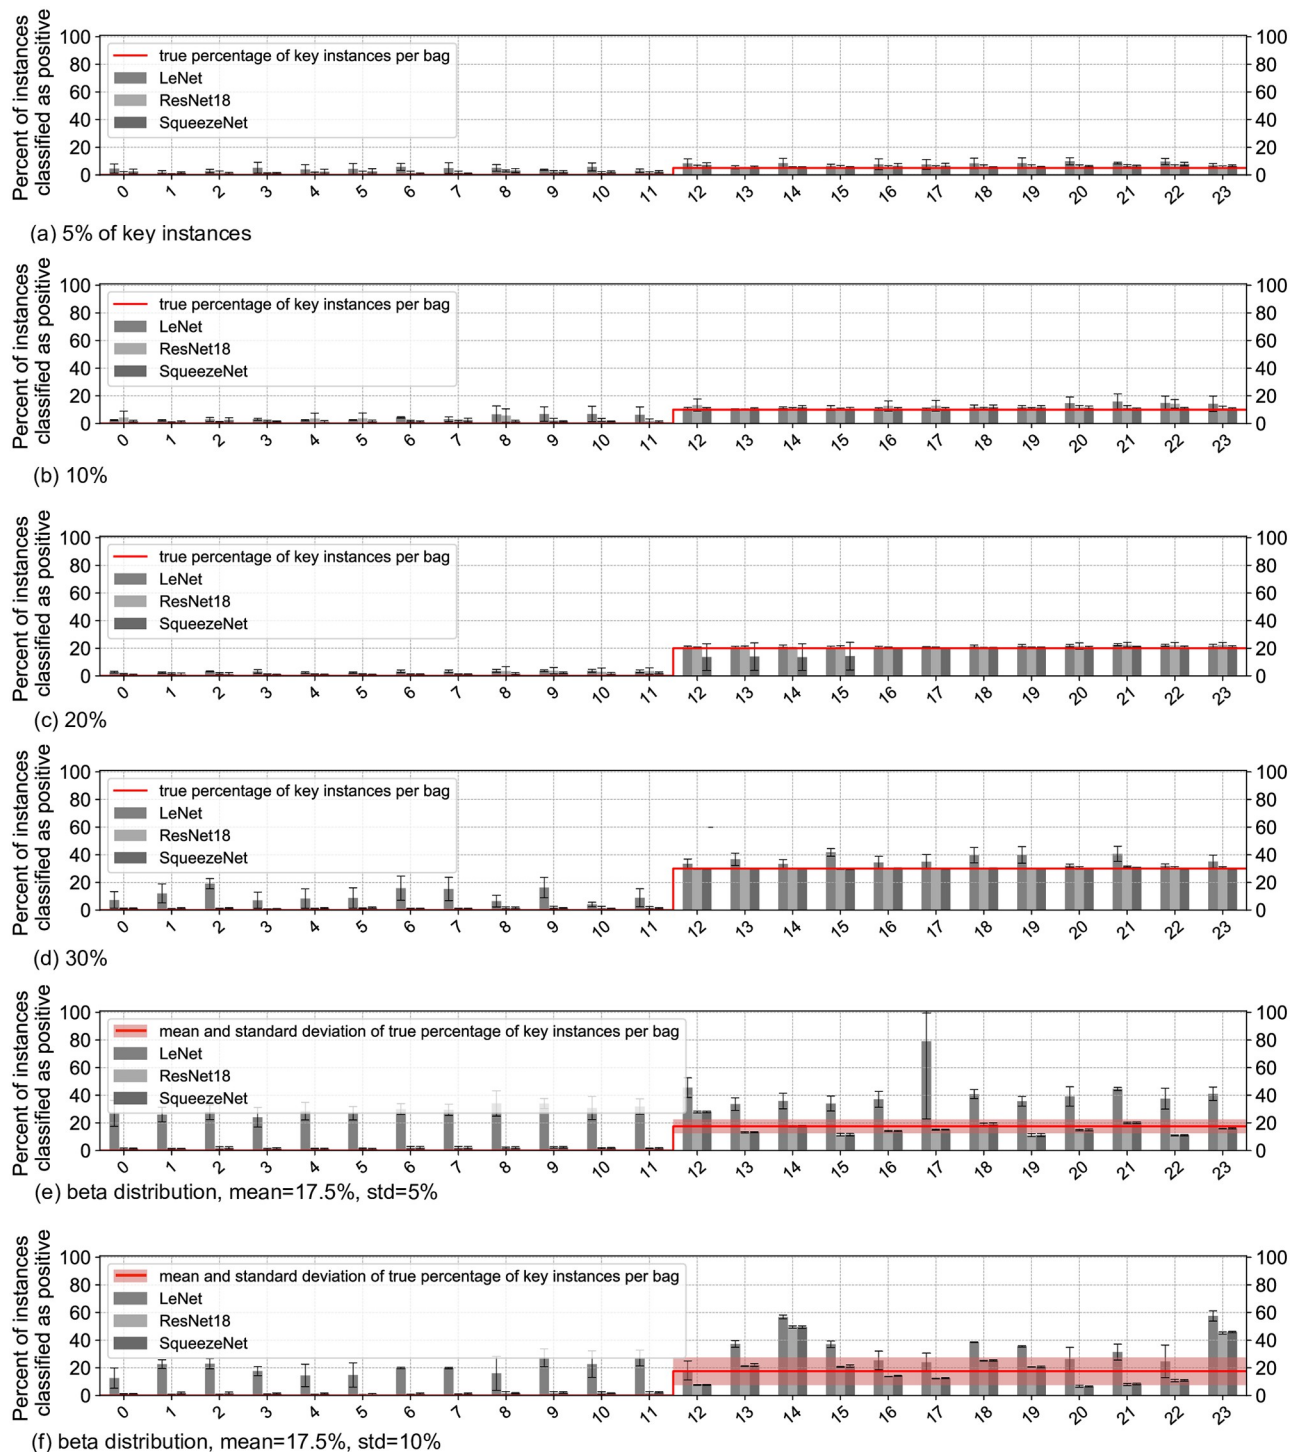 Percent of instances
classified as positive
100 80 60 40 20 0
true percentage of key instances per bag
LeNet
ResNet18
SqueezeNet
100 80 60 40 20 0
0 1 2 3 4 5 6 7 8 9 10 11 12 13 14 15 16 17 18 19 20 21 22 23
(a) 5% of key instances
Percent of instances
classified as positive
100 80 60 40 20 0
true percentage of key instances per bag
LeNet
ResNet18
SqueezeNet
100 80 60 40 20 0
0 1 2 3 4 5 6 7 8 9 10 11 12 13 14 15 16 17 18 19 20 21 22 23
(b) 10%
Percent of instances
classified as positive
100 80 60 40 20 0
true percentage of key instances per bag
LeNet
ResNet18
SqueezeNet
100 80 60 40 20 0
0 1 2 3 4 5 6 7 8 9 10 11 12 13 14 15 16 17 18 19 20 21 22 23
(c) 20%
Percent of instances
classified as positive
100 80 60 40 20 0
true percentage of key instances per bag
LeNet
ResNet18
SqueezeNet
100 80 60 40 20 0
0 1 2 3 4 5 6 7 8 9 10 11 12 13 14 15 16 17 18 19 20 21 22 23
(d) 30%
Percent of instances
classified as positive
100 80 60 40 20 0
mean and standard deviation of true percentage of key instances per bag
LeNet
ResNet18
SqueezeNet
100 80 60 40 20 0
0 1 2 3 4 5 6 7 8 9 10 11 12 13 14 15 16 17 18 19 20 21 22 23
(e) beta distribution, mean=17.5%, std=5%
Percent of instances
classified as positive
100 80 60 40 20 0
mean and standard deviation of true percentage of key instances per bag
LeNet
ResNet18
SqueezeNet
100 80 60 40 20 0
0 1 2 3 4 5 6 7 8 9 10 11 12 13 14 15 16 17 18 19 20 21 22 23
(f) beta distribution, mean=17.5%, std=10%